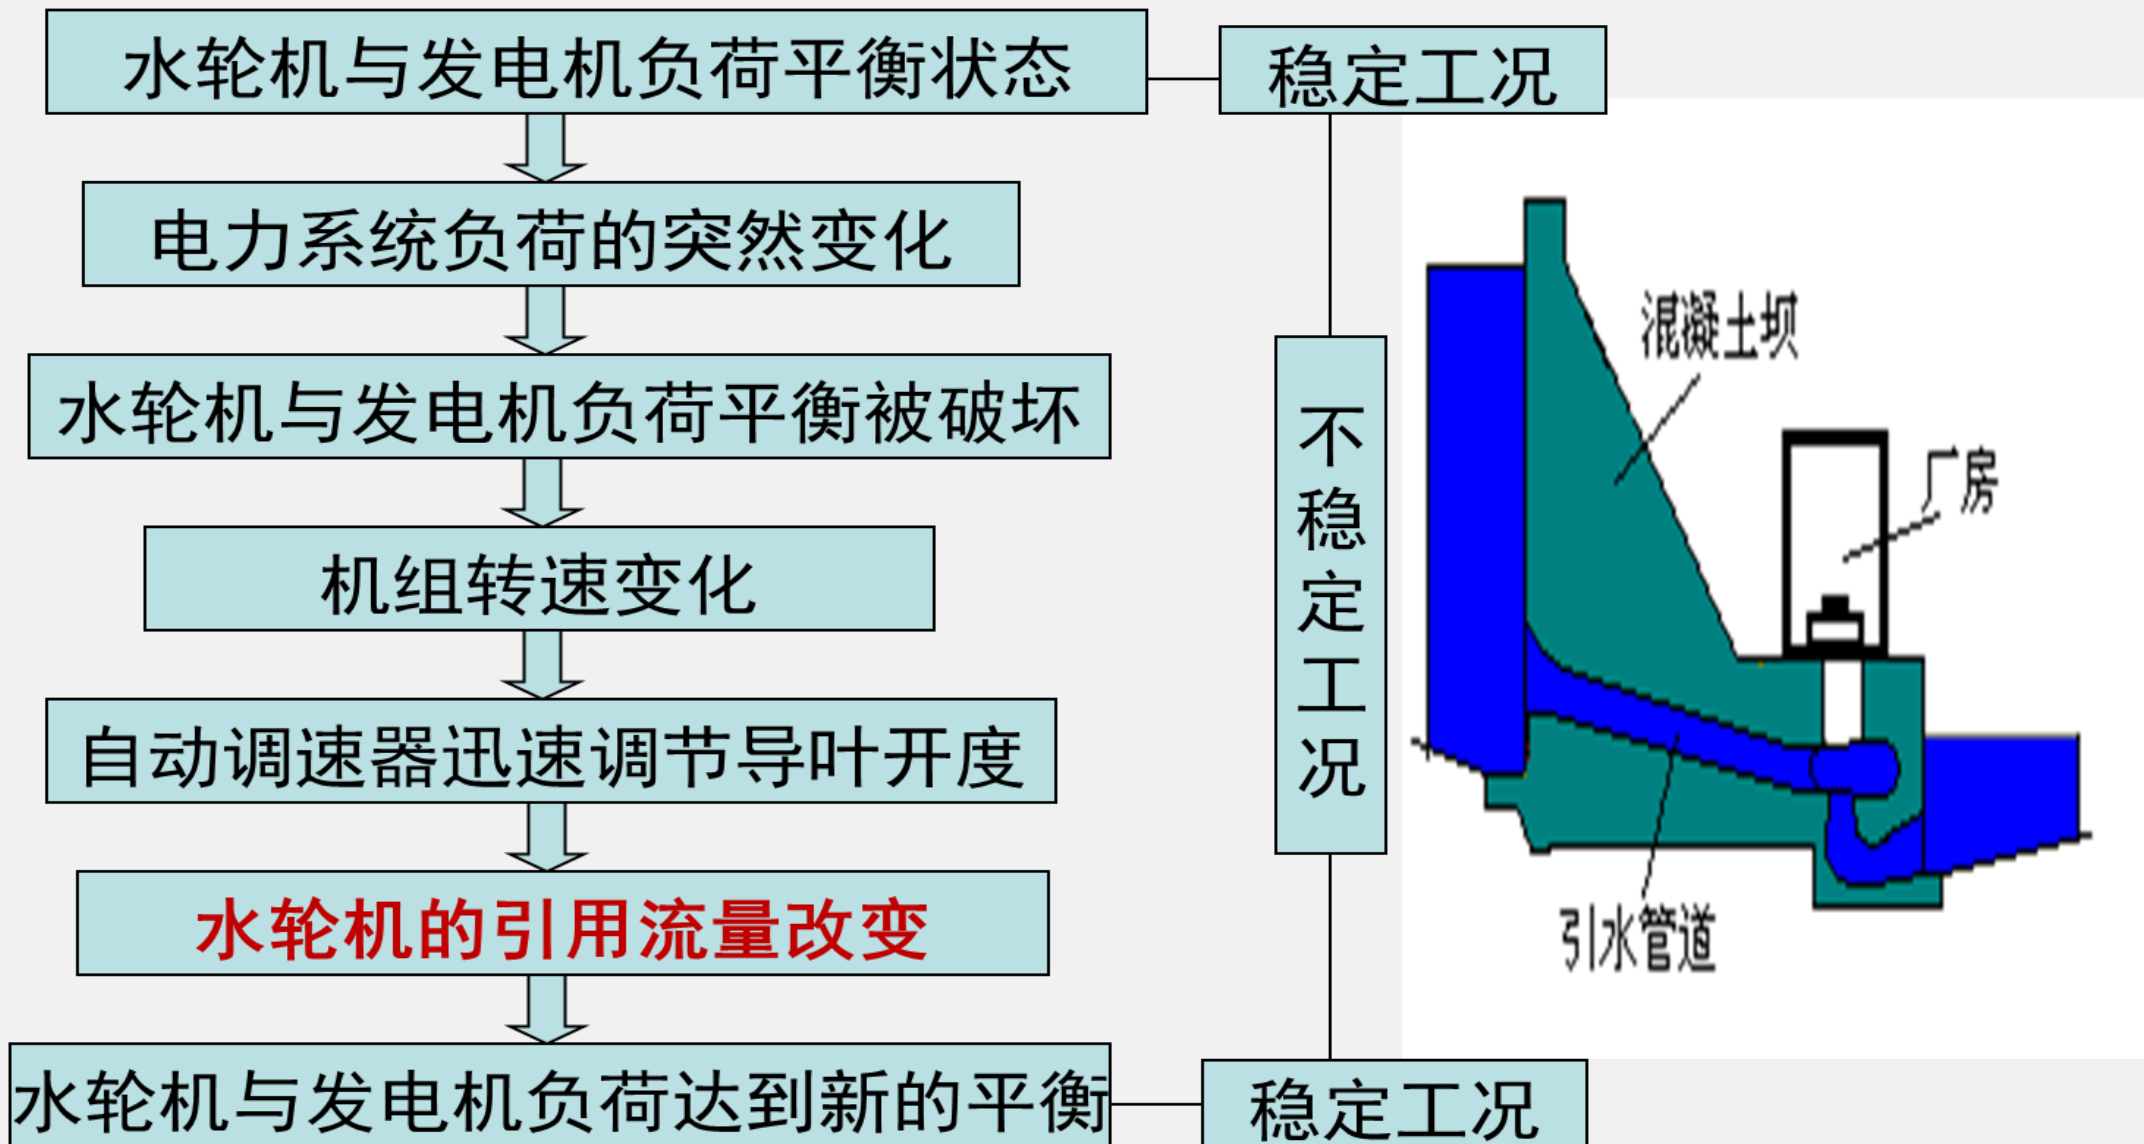 水轮机与发电机负荷平衡状态
稳定工况
电力系统负荷的突然变化
水轮机与发电机负荷平衡被破坏
机组转速变化
自动调速器迅速调节导叶开度
水轮机的引用流量改变
水轮机与发电机负荷达到新的平衡
稳定工况
不稳定工况
混凝土坝
厂房
引水管道